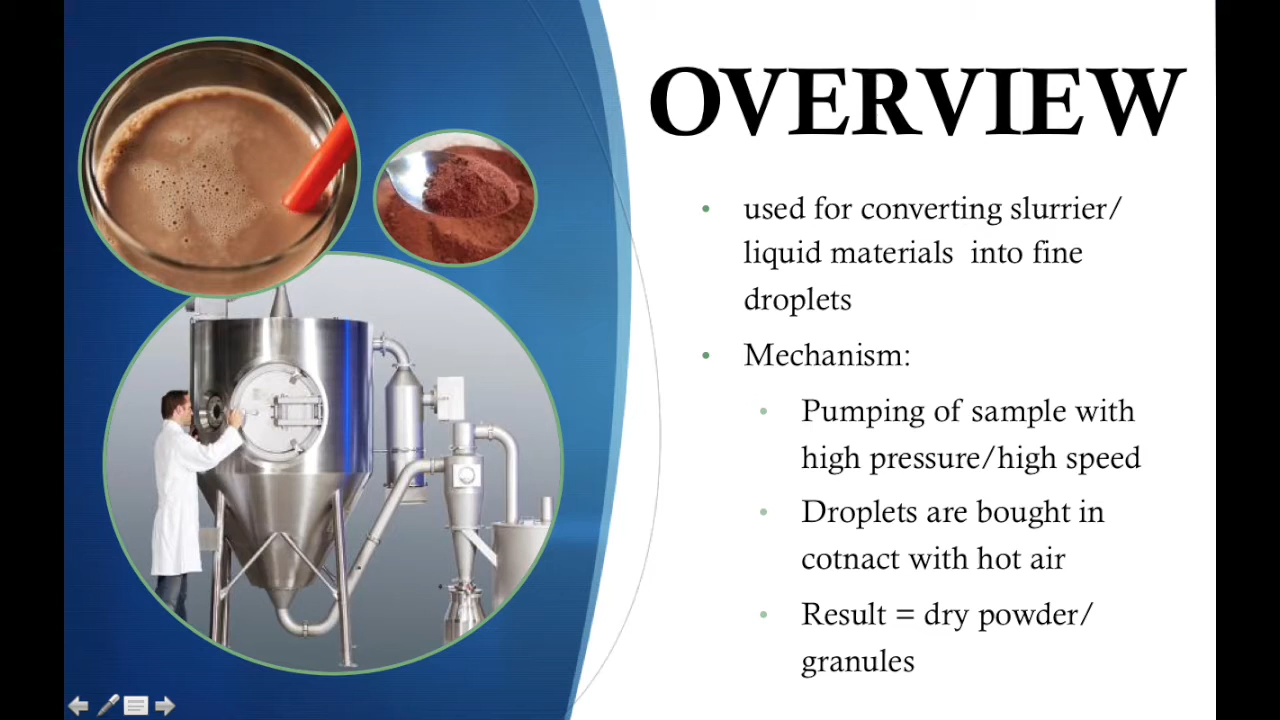 OVERVIEW
used for converting slurrier/
liquid materials into fine
droplets
Mechanism:
Pumping of sample with
high pressure/high speed
Droplets are bought in
cotnact with hot air
Result = dry powder/
granules